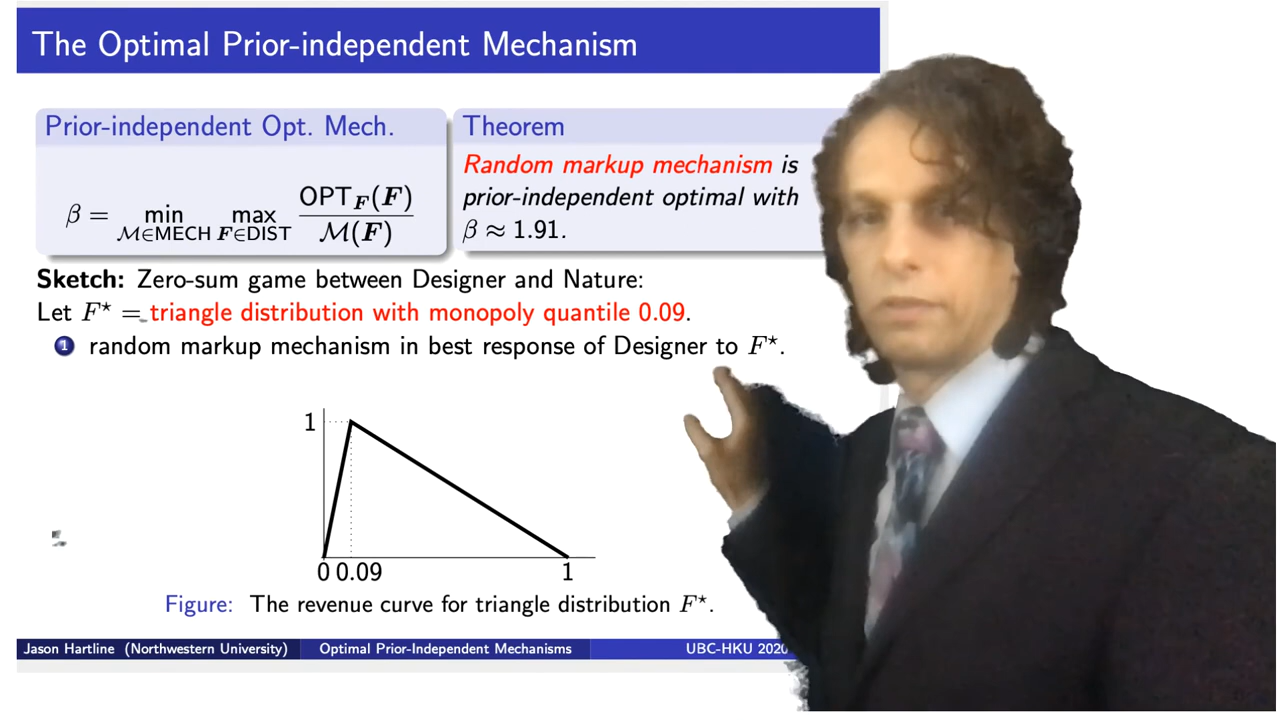 The Optimal Prior-independent Mechanism
Prior-independent Opt. Mech.
β = min_{ℳ∈MECH} max_{F∈DIST} OPT_F(F) / ℳ(F)
Theorem
Random markup mechanism is
prior-independent optimal with
β ≈ 1.91.
Sketch: Zero-sum game between Designer and Nature:
Let F⋆ = triangle distribution with monopoly quantile 0.09.
1 random markup mechanism in best response of Designer to F⋆.
1
0 0.09 1
Figure: The revenue curve for triangle distribution F⋆.
Jason Hartline (Northwestern University) Optimal Prior-Independent Mechanisms UBC-HKU 2020